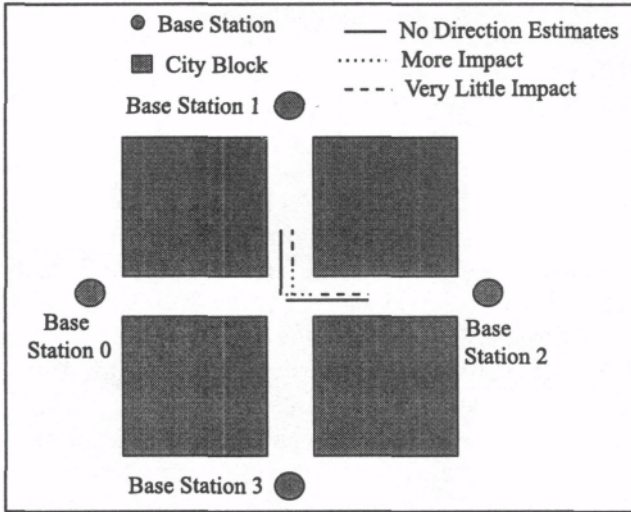 Base Station
No Direction Estimates
City Block
More Impact
Very Little Impact
Base Station 1
Base
Station 0
Base
Station 2
Base Station 3